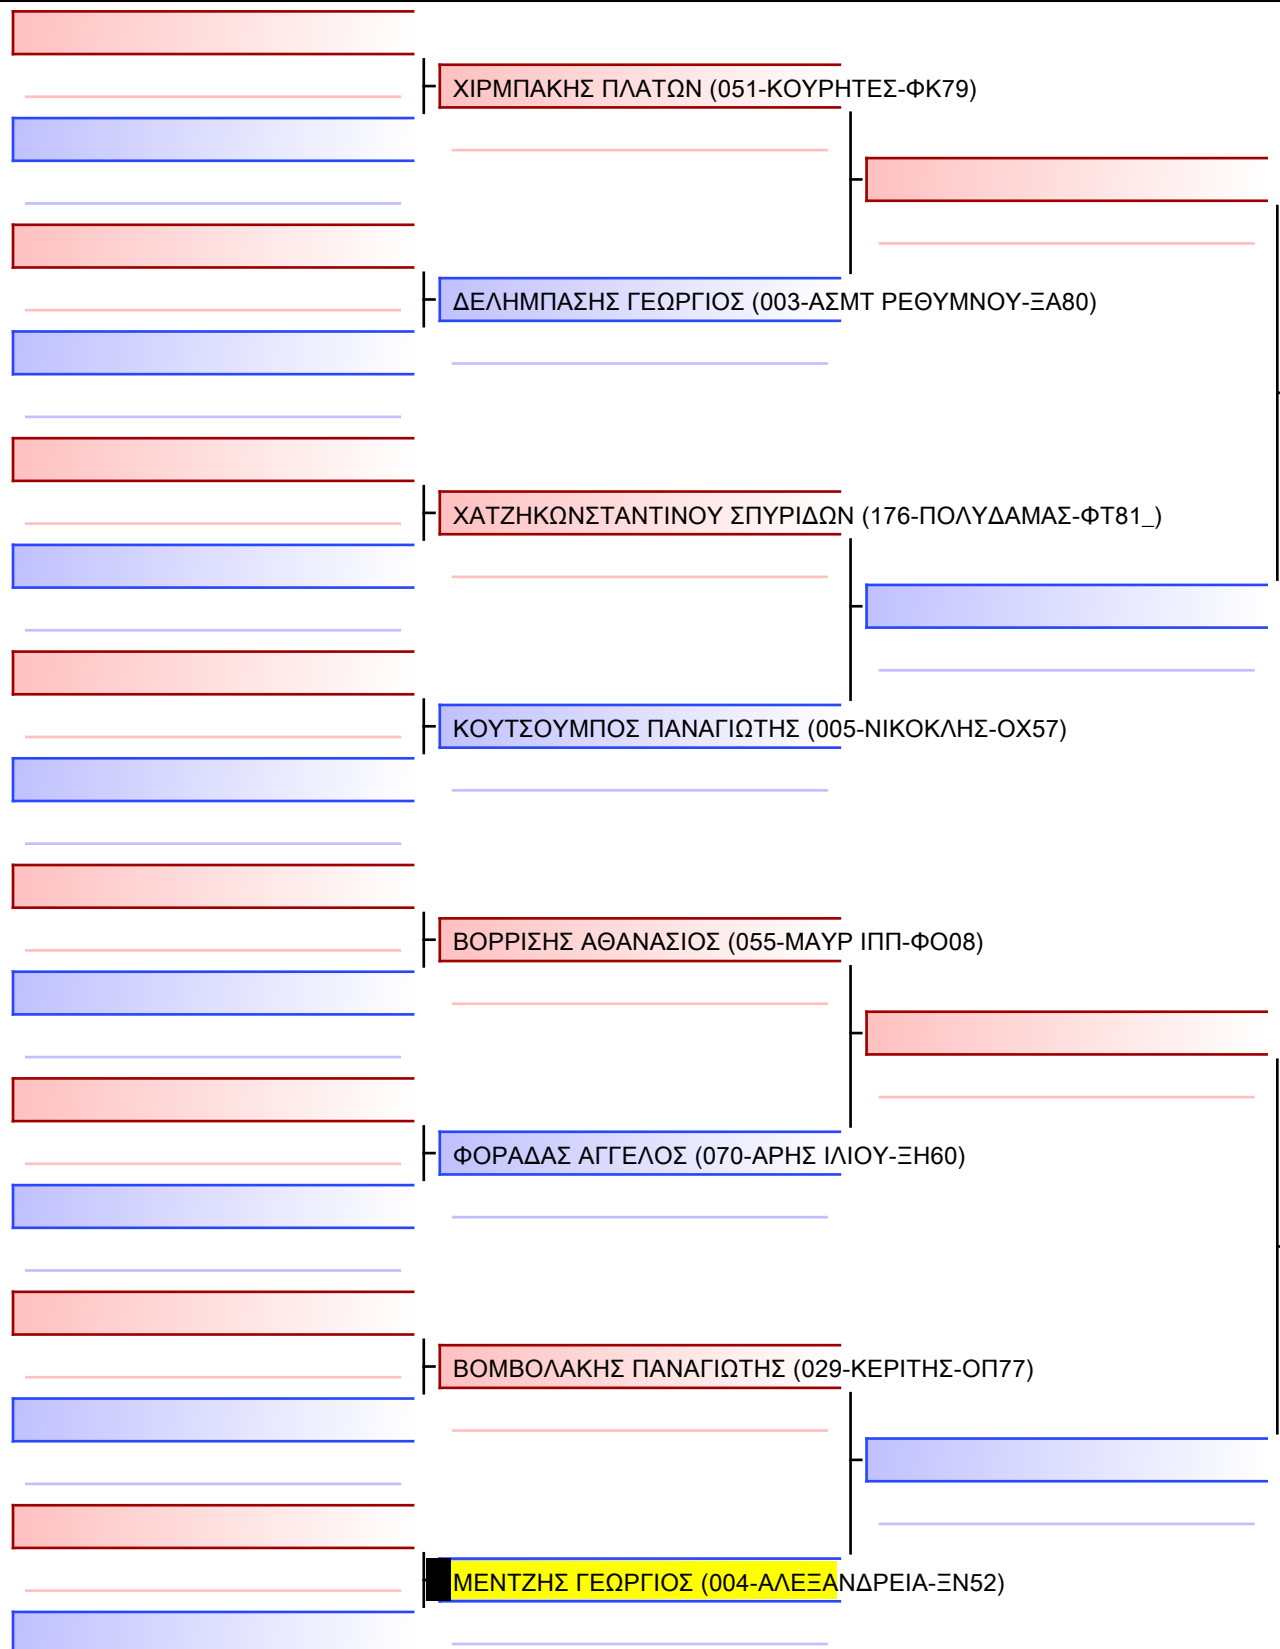 ΧΙΡΜΠΑΚΗΣ ΠΛΑΤΩΝ (051-ΚΟΥΡΗΤΕΣ-ΦΚ79)
ΔΕΛΗΜΠΑΣΗΣ ΓΕΩΡΓΙΟΣ (003-ΑΣΜΤ ΡΕΘΥΜΝΟΥ-ΞΑ80)
ΧΑΤΖΗΚΩΝΣΤΑΝΤΙΝΟΥ ΣΠΥΡΙΔΩΝ (176-ΠΟΛΥΔΑΜΑΣ-ΦΤ81_)
ΚΟΥΤΣΟΥΜΠΟΣ ΠΑΝΑΓΙΩΤΗΣ (005-ΝΙΚΟΚΛΗΣ-ΟΧ57)
ΒΟΡΡΙΣΗΣ ΑΘΑΝΑΣΙΟΣ (055-ΜΑΥΡ ΙΠΠ-ΦΟ08)
ΦΟΡΑΔΑΣ ΑΓΓΕΛΟΣ (070-ΑΡΗΣ ΙΛΙΟΥ-ΞΗ60)
ΒΟΜΒΟΛΑΚΗΣ ΠΑΝΑΓΙΩΤΗΣ (029-ΚΕΡΙΤΗΣ-ΟΠ77)
ΜΕΝΤΖΗΣ ΓΕΩΡΓΙΟΣ (004-ΑΛΕΞΑΝΔΡΕΙΑ-ΞΝ52)